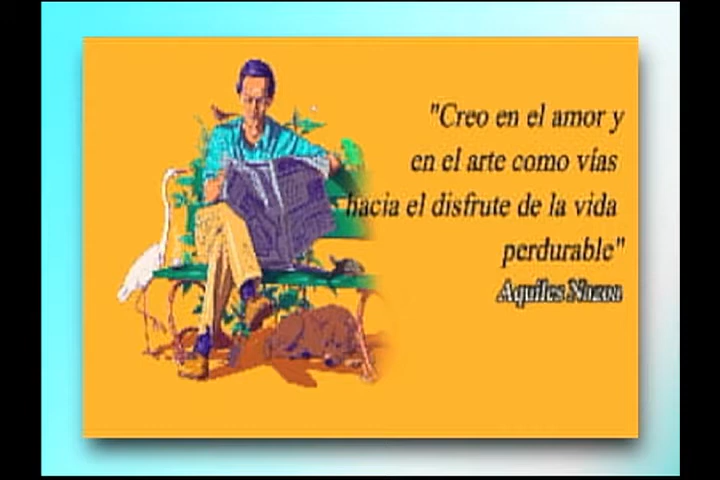 "Creo en el amor y
en el arte como vías
hacia el disfrute de la vida
perdurable"
Aquiles Nazoa